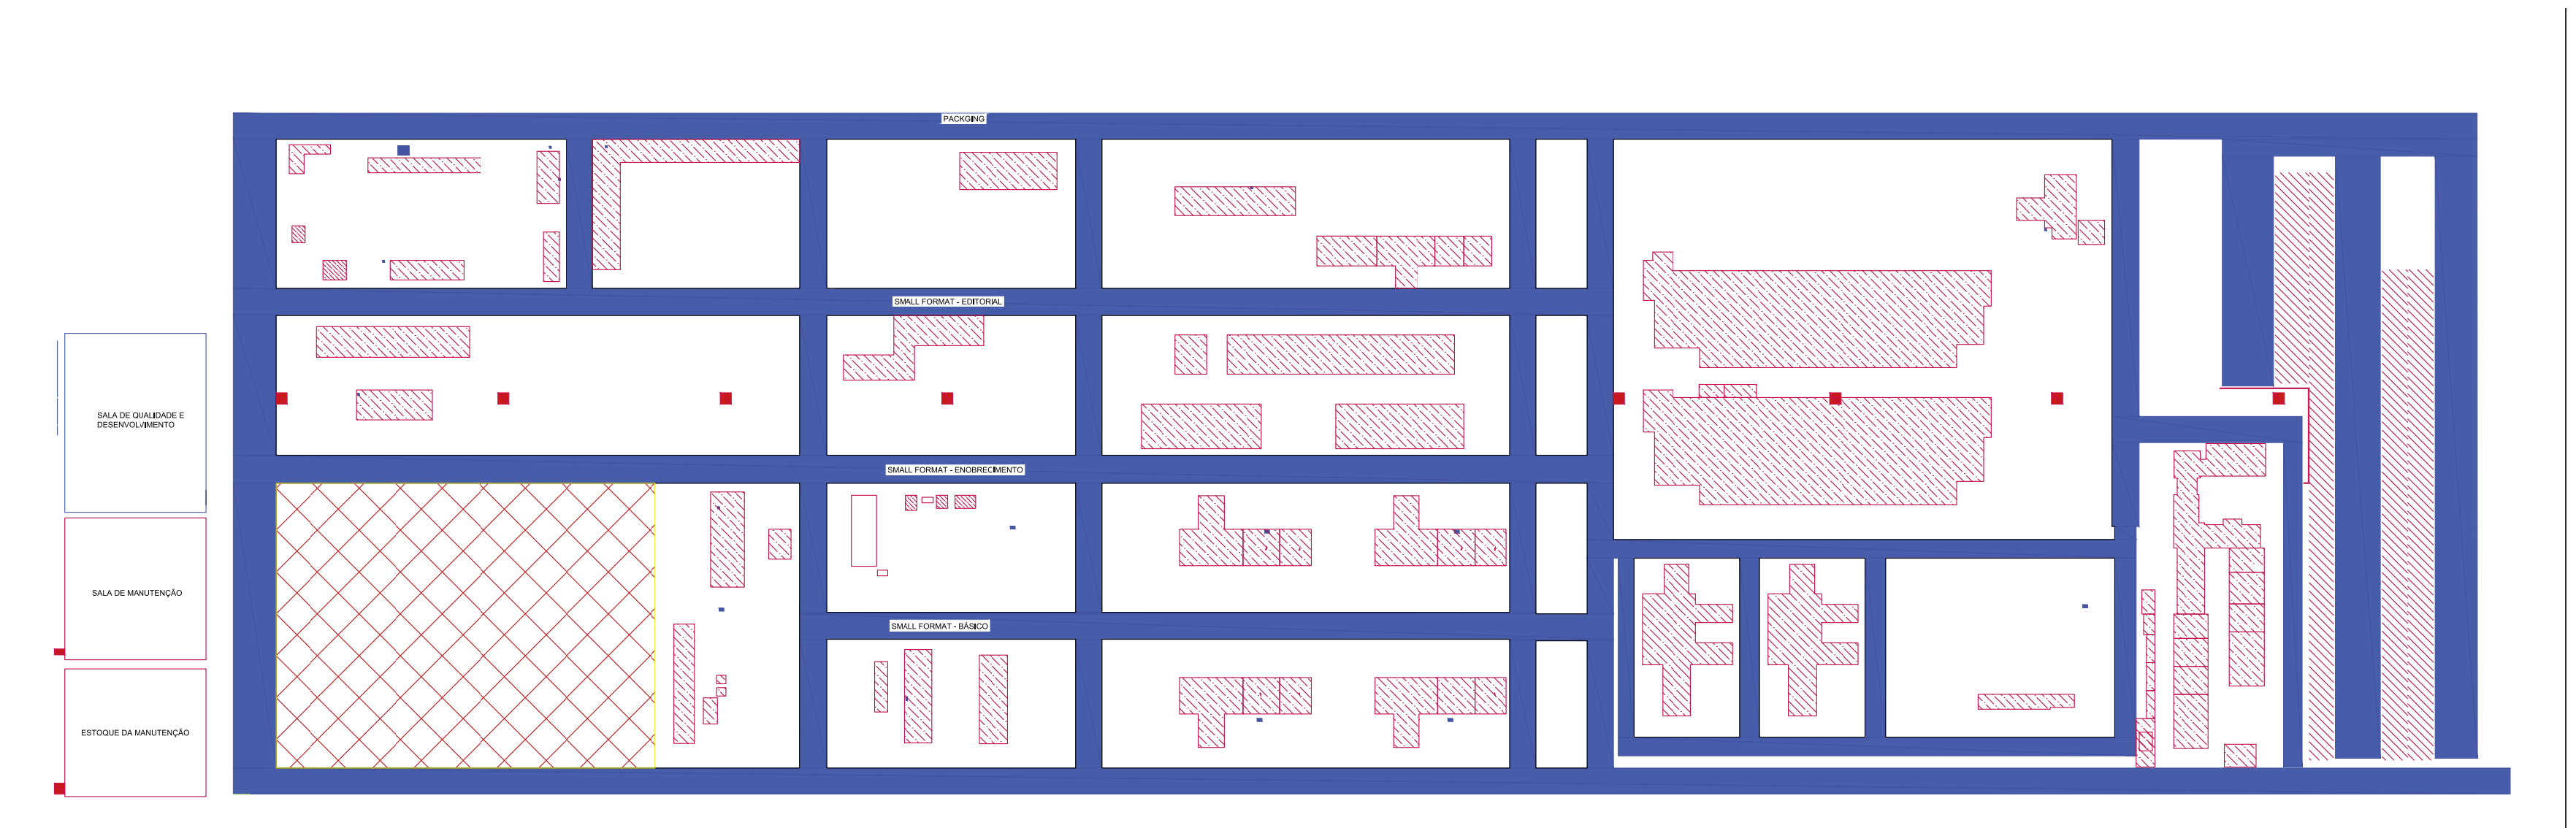 PACKGING
SMALL FORMAT - EDITORIAL
SALA DE QUALIDADE E
DESENVOLVIMENTO
SMALL FORMAT - ENOBRECIMENTO
SALA DE MANUTENÇÃO
SMALL FORMAT - BÁSICO
ESTOQUE DA MANUTENÇÃO